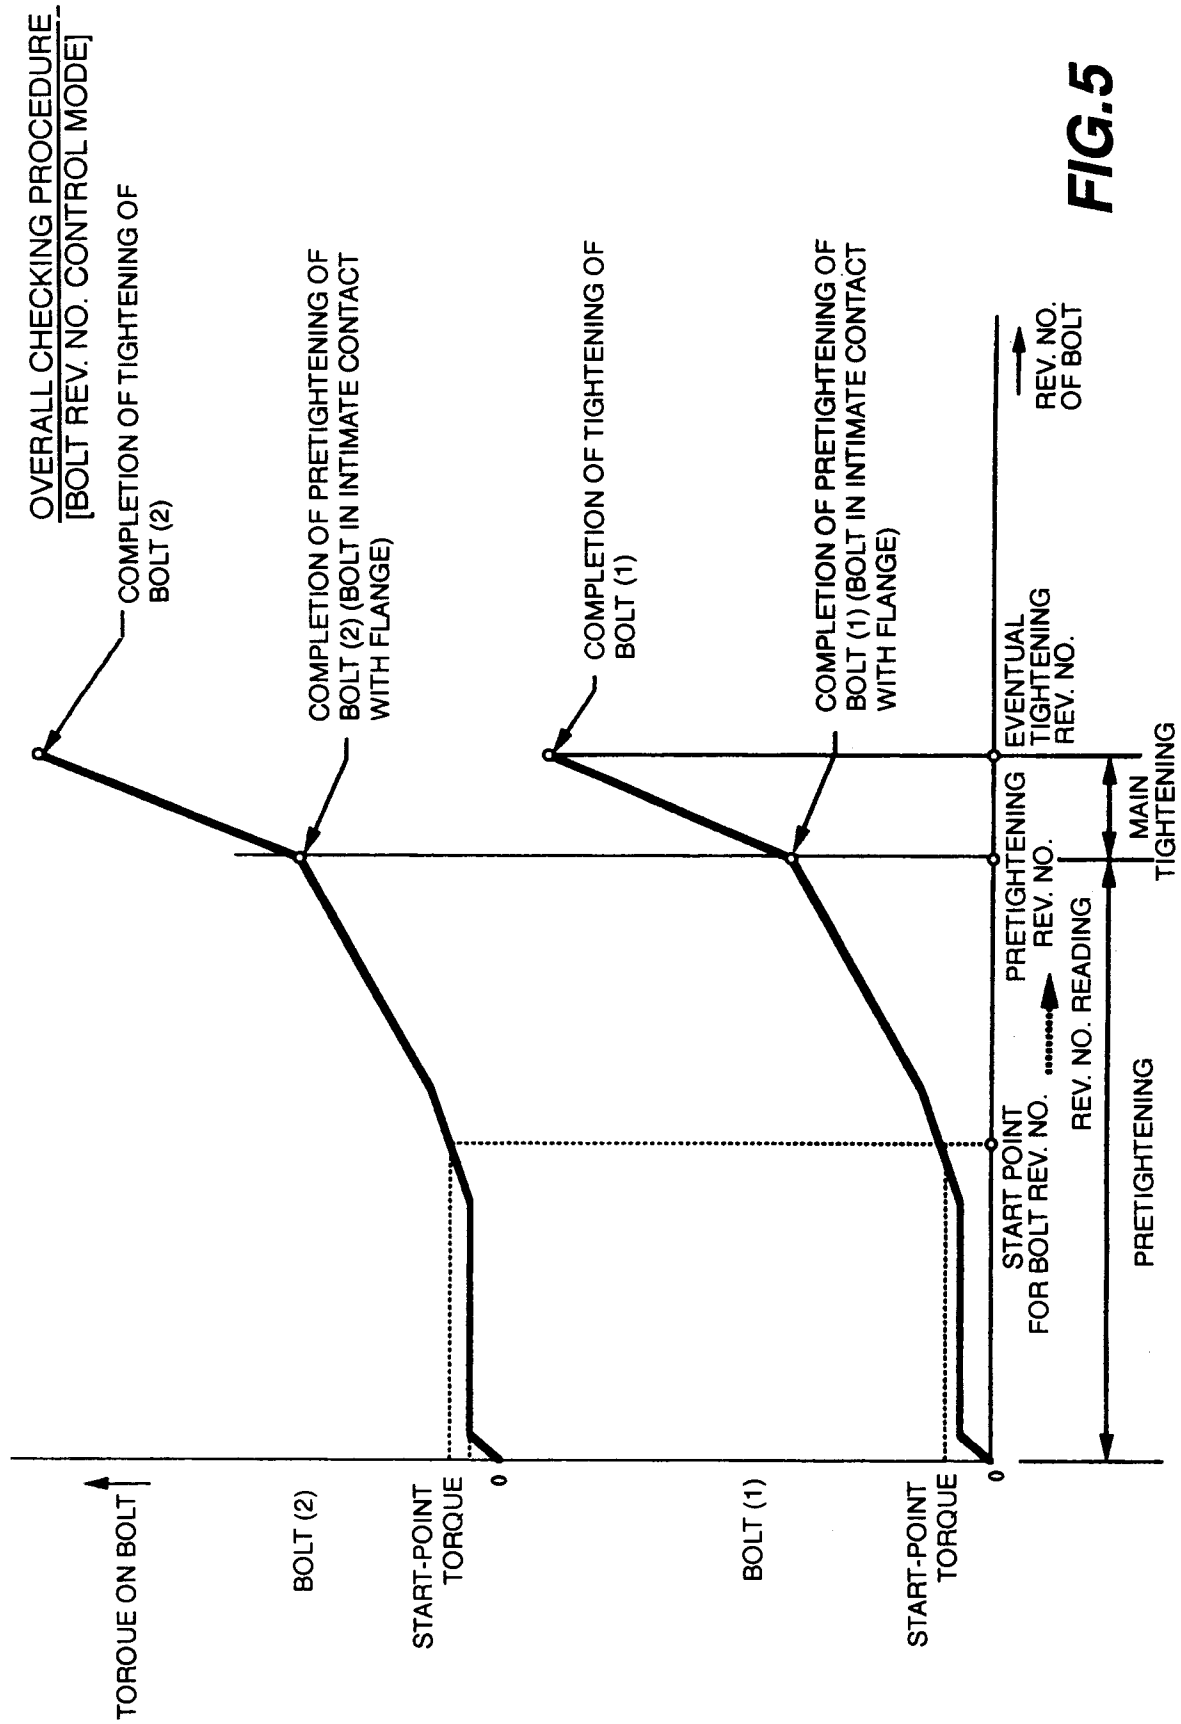 OVERALL CHECKING PROCEDURE
[BOLT REV. NO. CONTROL MODE]
TORQUE ON BOLT
COMPLETION OF TIGHTENING OF
BOLT (2)
BOLT (2)
COMPLETION OF PRETIGHTENING OF
BOLT (2) (BOLT IN INTIMATE CONTACT
WITH FLANGE)
START-POINT
TORQUE
0
COMPLETION OF TIGHTENING OF
BOLT (1)
BOLT (1)
COMPLETION OF PRETIGHTENING OF
BOLT (1) (BOLT IN INTIMATE CONTACT
WITH FLANGE)
START-POINT
TORQUE
0
START POINT
FOR BOLT REV. NO.
PRETIGHTENING
REV. NO.
EVENTUAL
TIGHTENING
REV. NO.
REV. NO.
OF BOLT
REV. NO. READING
PRETIGHTENING
MAIN
TIGHTENING
FIG.5